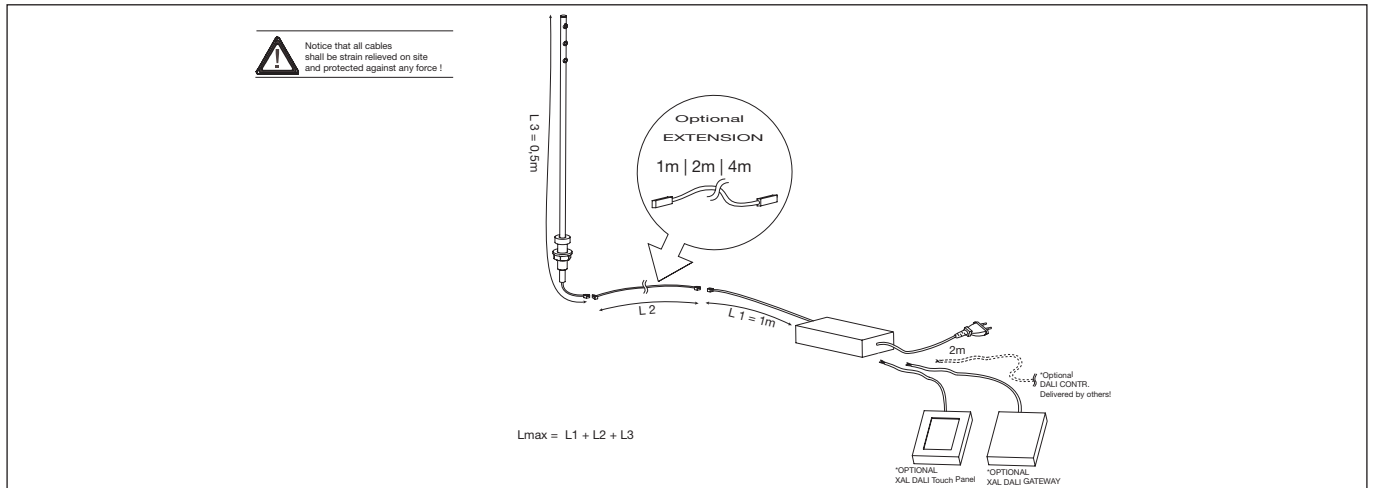 Notice that all cables
shall be strain relieved on site
and protected against any force !
L 3 = 0,5m
Optional
EXTENSION
1m | 2m | 4m
L 2
L 1 = 1m
2m
*Optional
DALI CONTR.
Delivered by others!
Lmax = L1 + L2 + L3
*OPTIONAL
XAL DALI Touch Panel
*OPTIONAL
XAL DALI GATEWAY